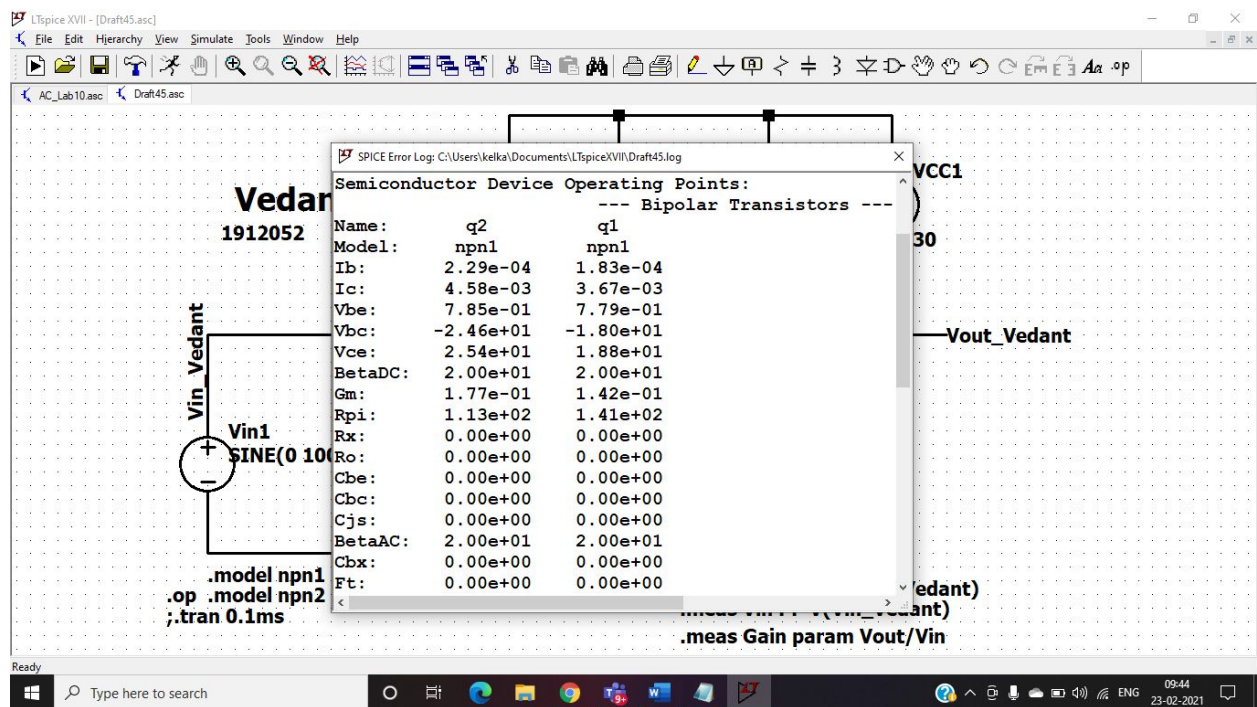 LTspice XVII - [Draft45.asc]
File Edit Hierarchy View Simulate Tools Window Help
AC_Lab10.asc Draft45.asc
SPICE Error Log: C:\Users\kelka\Documents\LTspiceXVII\Draft45.log
Semiconductor Device Operating Points:
--- Bipolar Transistors ---
Name: q2 q1
Model: npn1 npn1
Ib: 2.29e-04 1.83e-04
Ic: 4.58e-03 3.67e-03
Vbe: 7.85e-01 7.79e-01
Vbc: -2.46e+01 -1.80e+01
Vce: 2.54e+01 1.88e+01
BetaDC: 2.00e+01 2.00e+01
Gm: 1.77e-01 1.42e-01
Rpi: 1.13e+02 1.41e+02
Rx: 0.00e+00 0.00e+00
Ro: 0.00e+00 0.00e+00
Cbe: 0.00e+00 0.00e+00
Cbc: 0.00e+00 0.00e+00
Cjs: 0.00e+00 0.00e+00
BetaAC: 2.00e+01 2.00e+01
Cbx: 0.00e+00 0.00e+00
Ft: 0.00e+00 0.00e+00
Vedan
1912052
VCC1
30
Vin_Vedant
Vout_Vedant
Vin1
SINE(0 100
.model npn1
.op .model npn2
;.tran 0.1ms
edant)
ant)
.meas Gain param Vout/Vin
Ready
Type here to search
ENG
09:44
23-02-2021